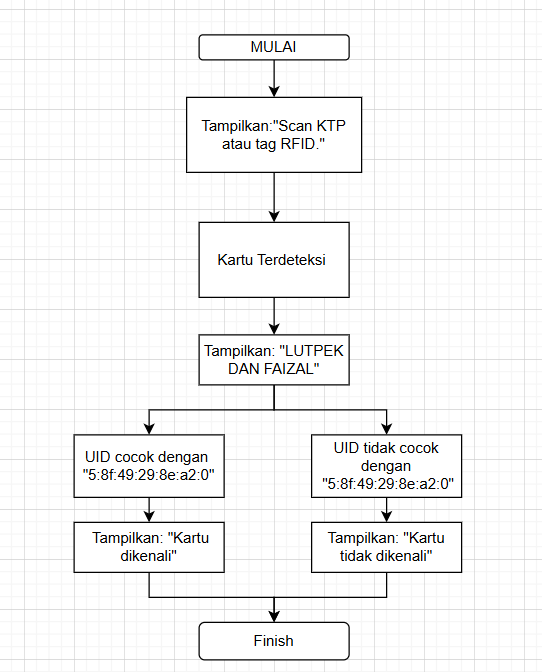 MULAI
Tampilkan:"Scan KTP
atau tag RFID."
Kartu Terdeteksi
Tampilkan: "LUTPEK
DAN FAIZAL"
UID cocok dengan
"5:8f:49:29:8e:a2:0"
UID tidak cocok
dengan
"5:8f:49:29:8e:a2:0"
Tampilkan: "Kartu
dikenali"
Tampilkan: "Kartu
tidak dikenali"
Finish